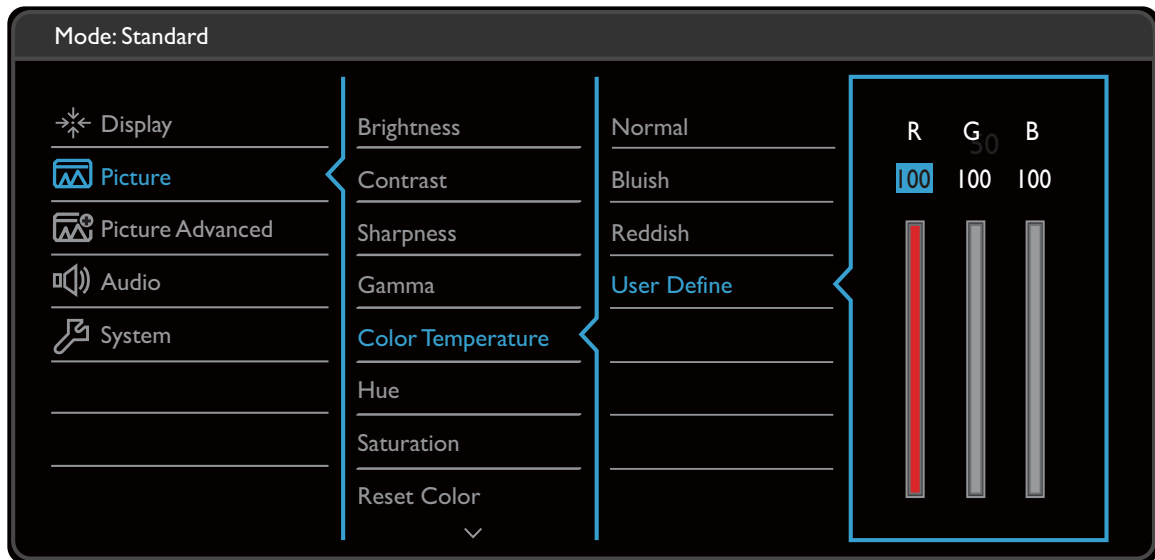 Mode: Standard
Display
Picture
Picture Advanced
Audio
System
Brightness
Contrast
Sharpness
Gamma
Color Temperature
Hue
Saturation
Reset Color
Normal
Bluish
Reddish
User Define
R G B
50
100 100 100